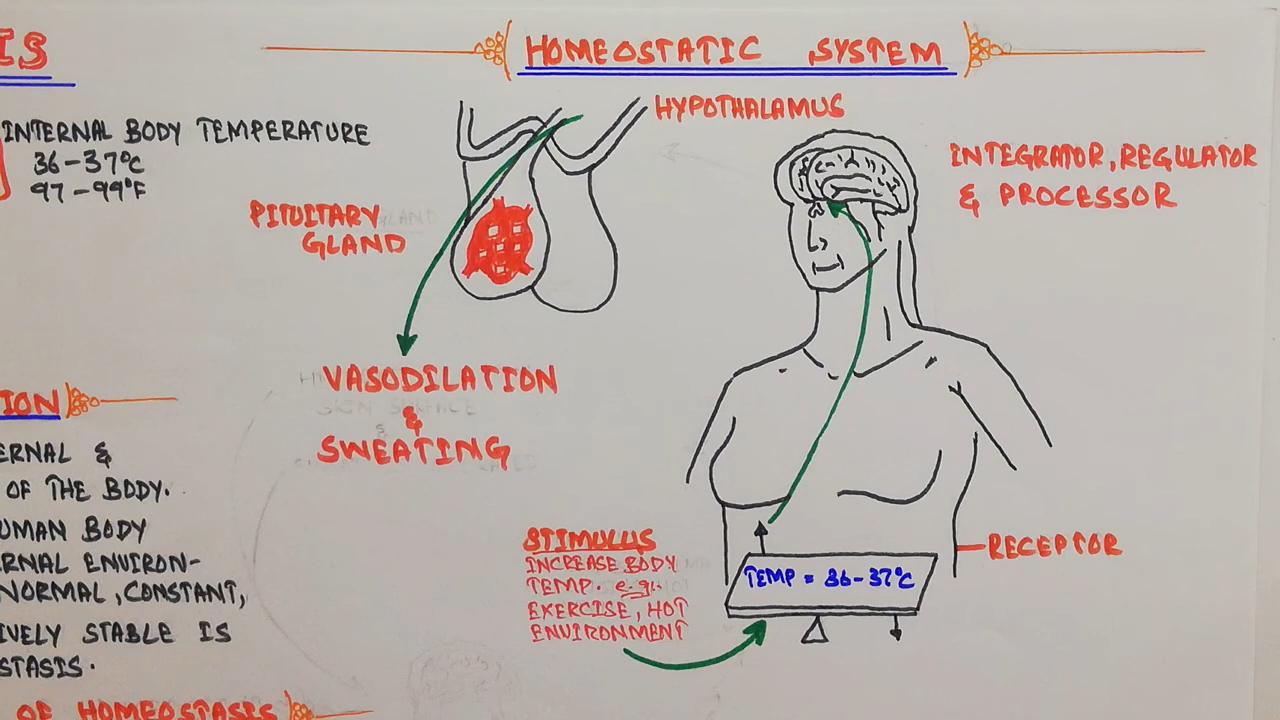 IS
HOMEOSTATIC SYSTEM
INTERNAL BODY TEMPERATURE
36-37°C
97-99°F
HYPOTHALAMUS
INTEGRATOR, REGULATOR
& PROCESSOR
PITUITARY
GLAND
VASODILATION
&
SWEATING
ION
ERNAL &
OF THE BODY.
UMAN BODY
ERNAL ENVIRON-
NORMAL, CONSTANT,
IVELY STABLE IS
STASIS.
OF HOMEOSTASIS
STIMULUS
INCREASE BODY
TEMP. e.g:
EXERCISE, HOT
ENVIRONMENT
TEMP = 36-37°C
RECEPTOR